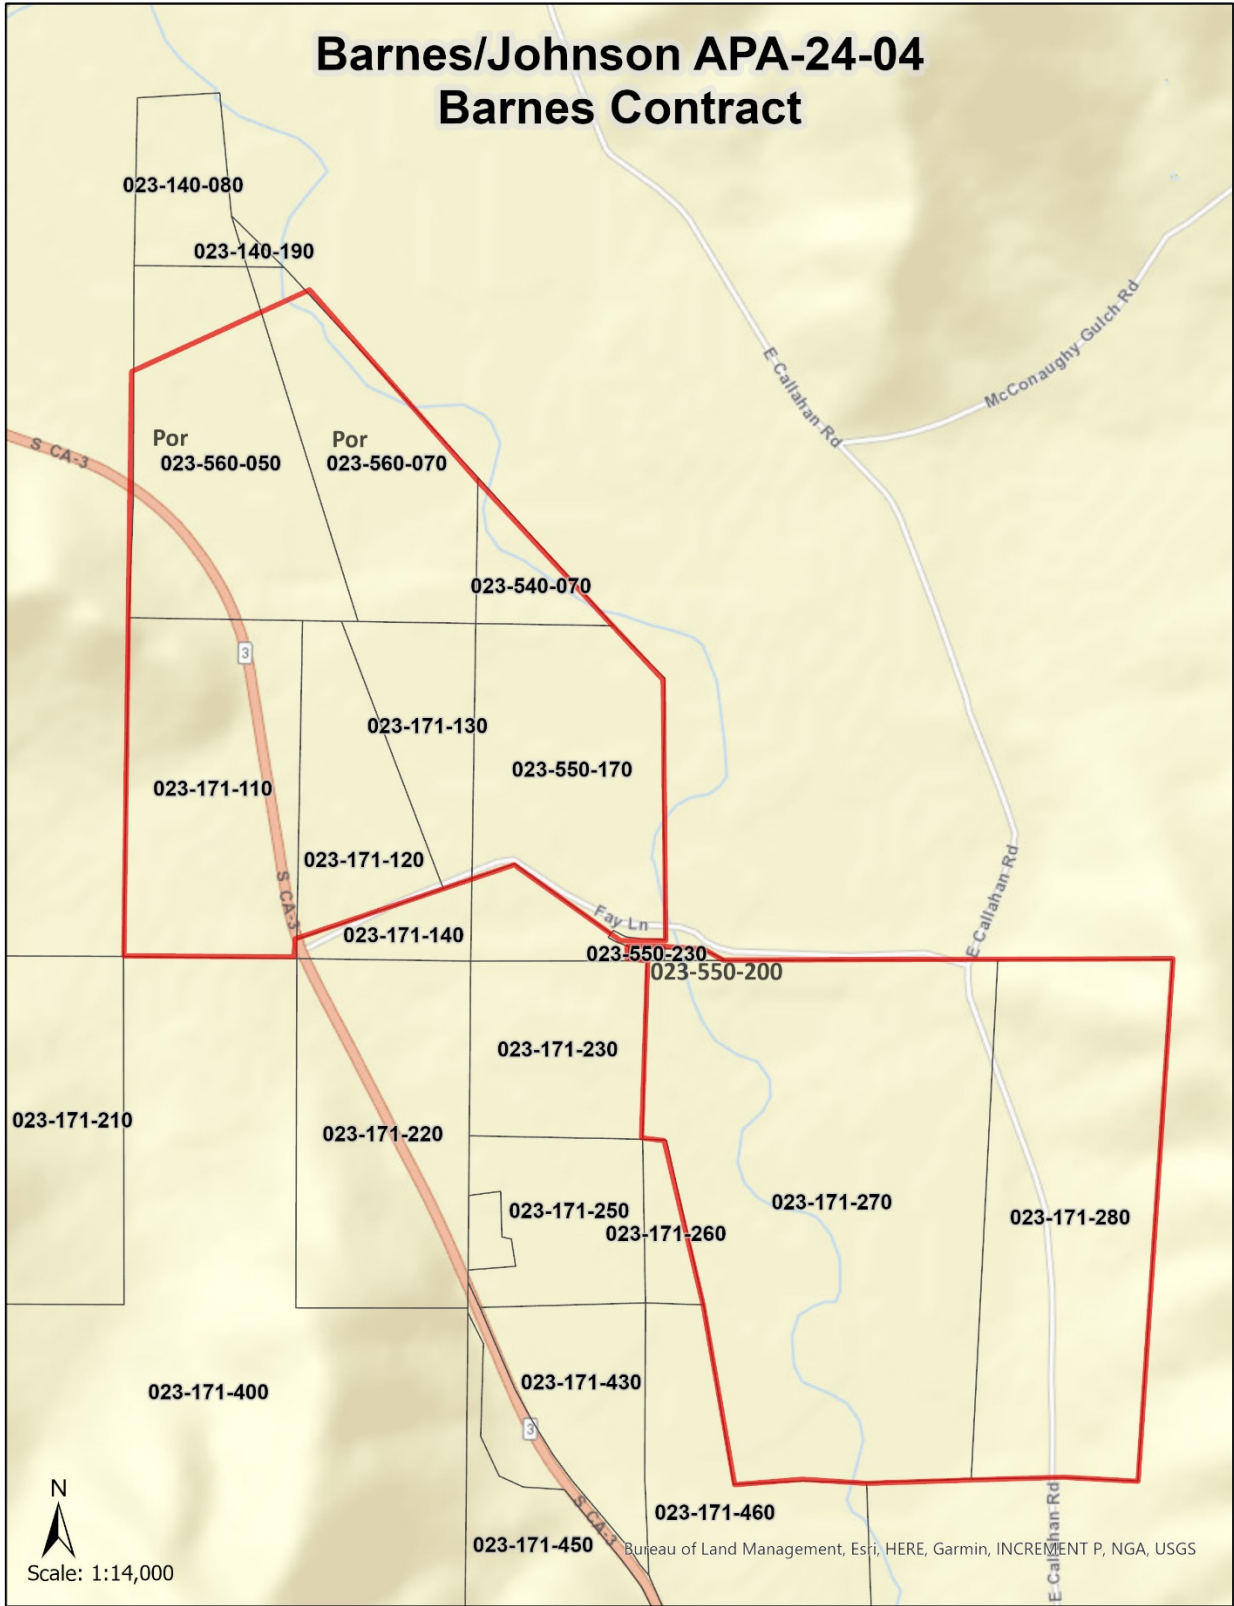 Barnes/Johnson APA-24-04
Barnes Contract
023-140-080
023-140-190
E Callahan Rd
McConaughy Gulch Rd
S CA-3
Por
023-560-050
Por
023-560-070
023-540-070
3
023-171-130
023-550-170
023-171-110
023-171-120
S CA-3
E Callahan Rd
Fay Ln
023-171-140
023-550-230
023-550-200
023-171-230
023-171-210
023-171-220
023-171-250
023-171-260
023-171-270
023-171-280
023-171-400
023-171-430
3
N
Scale: 1:14,000
S CA-3
023-171-460
023-171-450
E Callahan Rd
Bureau of Land Management, Esri, HERE, Garmin, INCREMENT P, NGA, USGS